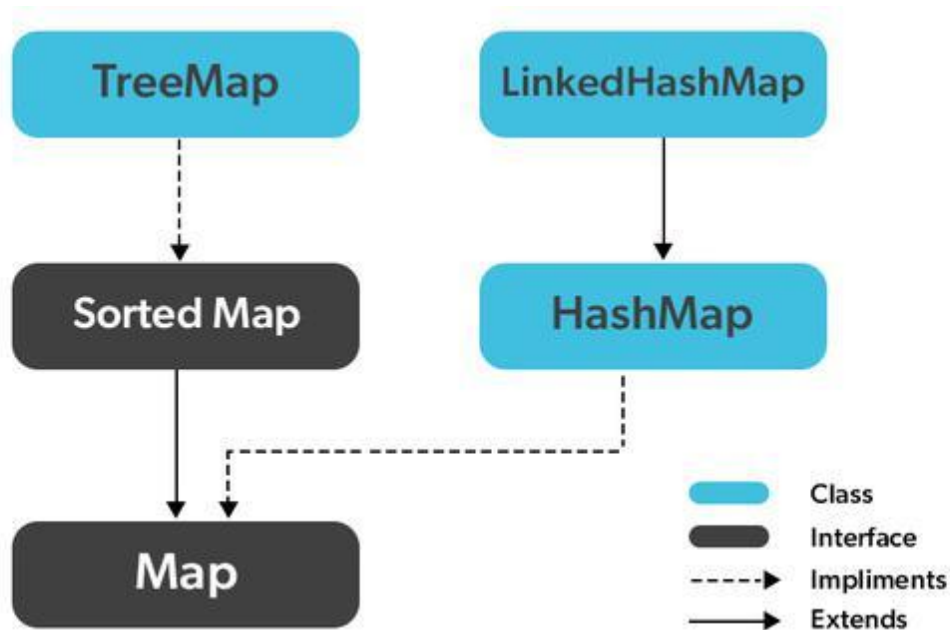 TreeMap
LinkedHashMap
Sorted Map
HashMap
Map
Class
Interface
Impliments
Extends